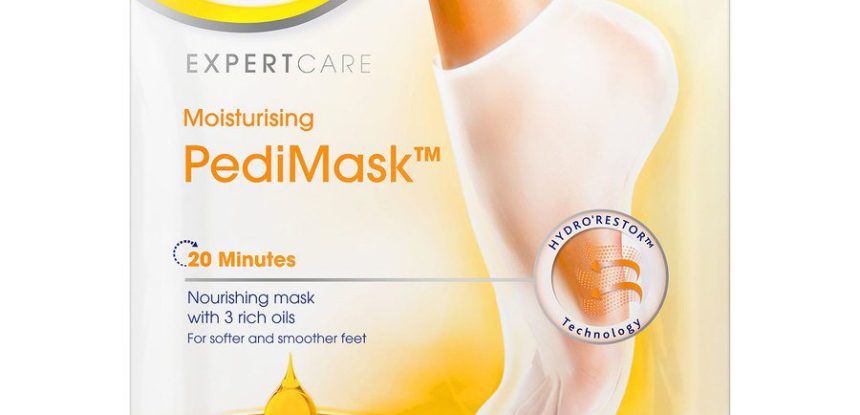 EXPERTCARE
Moisturising
PediMask™
20 Minutes
Nourishing mask
with 3 rich oils
For softer and smoother feet
HYDRO'RESTOR™
Technology